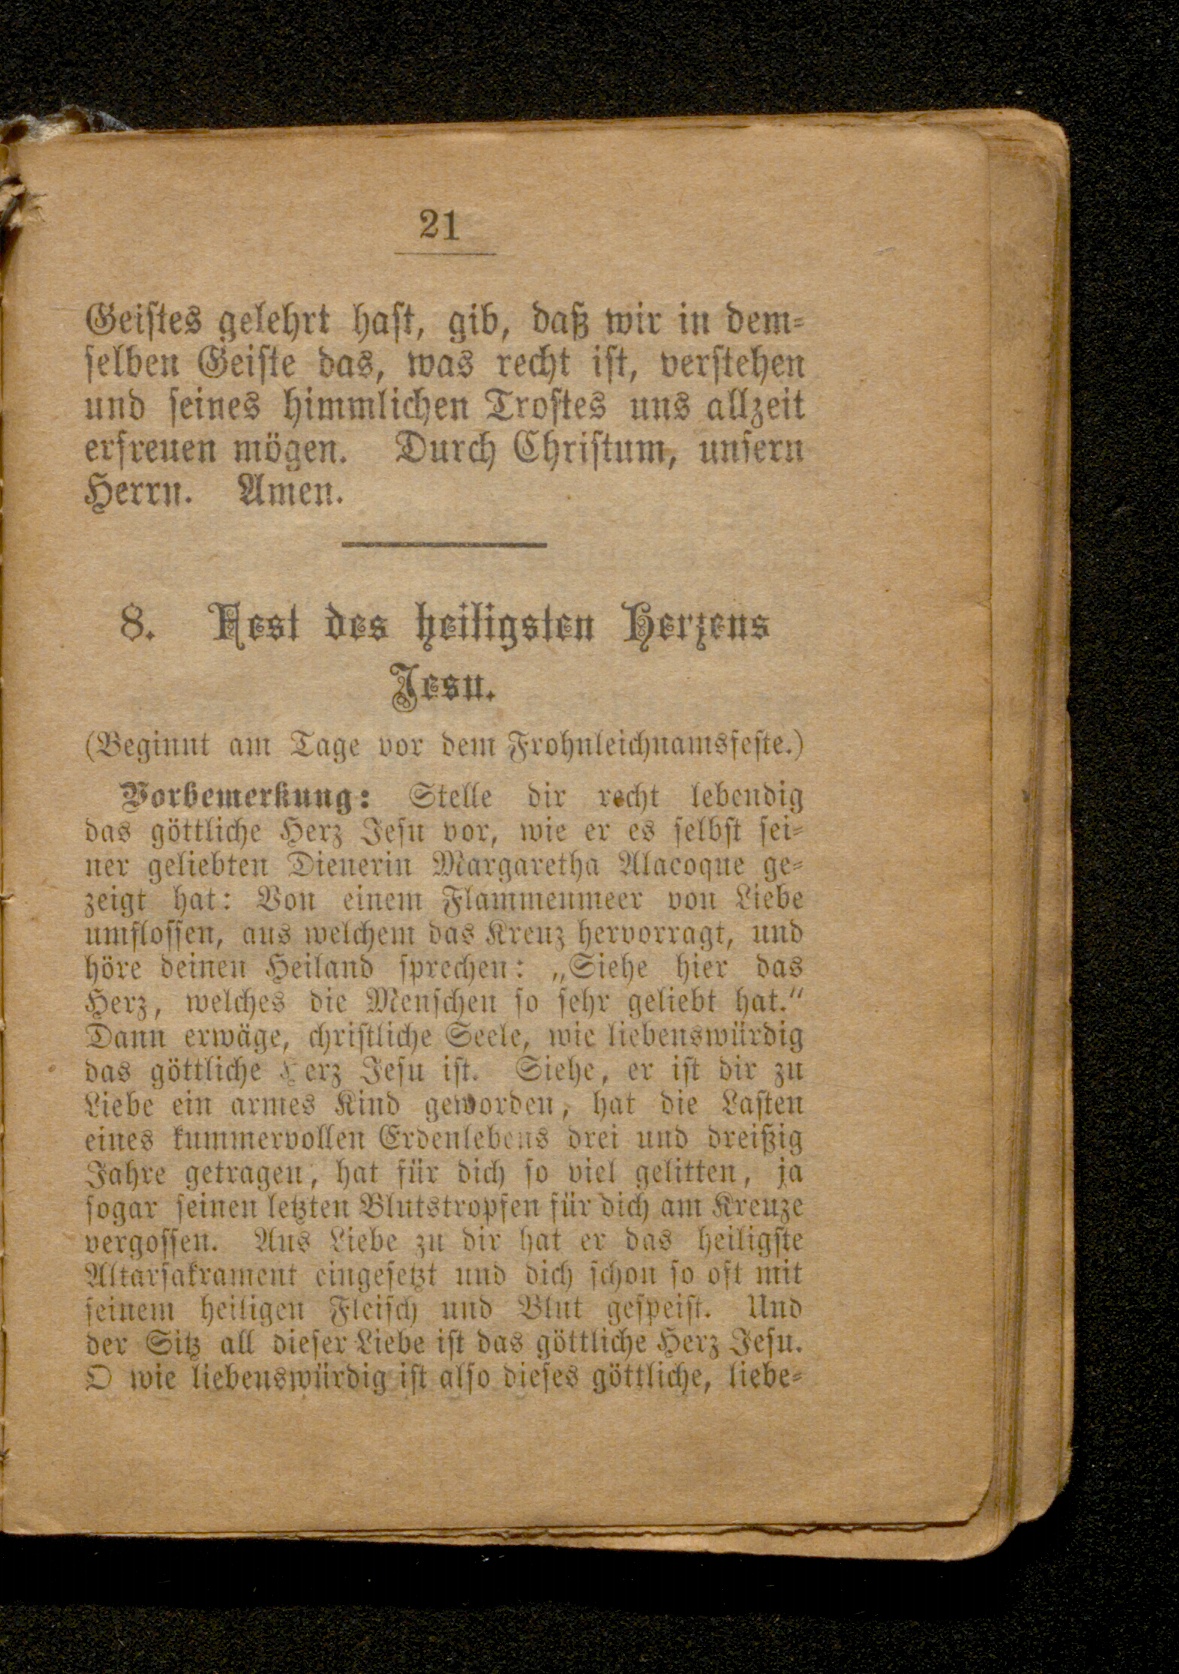 21
Geistes gelehrt hast, gib, daß wir in dem-
selben Geiste das, was recht ist, verstehen
und seines himmlichen Trostes uns allzeit
erfreuen mögen. Durch Christum, unsern
Herrn. Amen.
8. Fest des heiligsten Herzens
Jesu.
(Beginnt am Tage vor dem Frohnleichnamsfeste.)
Vorbemerkung: Stelle dir recht lebendig
das göttliche Herz Jesu vor, wie er es selbst sei-
ner geliebten Dienerin Margaretha Alacoque ge-
zeigt hat: Von einem Flammenmeer von Liebe
umflossen, aus welchem das Kreuz hervorragt, und
höre deinen Heiland sprechen: „Siehe hier das
Herz, welches die Menschen so sehr geliebt hat.“
Dann erwäge, christliche Seele, wie liebenswürdig
das göttliche Herz Jesu ist. Siehe, er ist dir zu
Liebe ein armes Kind geworden, hat die Lasten
eines kummervollen Erdenlebens drei und dreißig
Jahre getragen, hat für dich so viel gelitten, ja
sogar seinen letzten Blutstropfen für dich am Kreuze
vergossen. Aus Liebe zu dir hat er das heiligste
Altarsakrament eingesetzt und dich schon so oft mit
seinem heiligen Fleisch und Blut gespeist. Und
der Sitz all dieser Liebe ist das göttliche Herz Jesu.
O wie liebenswürdig ist also dieses göttliche, liebe-